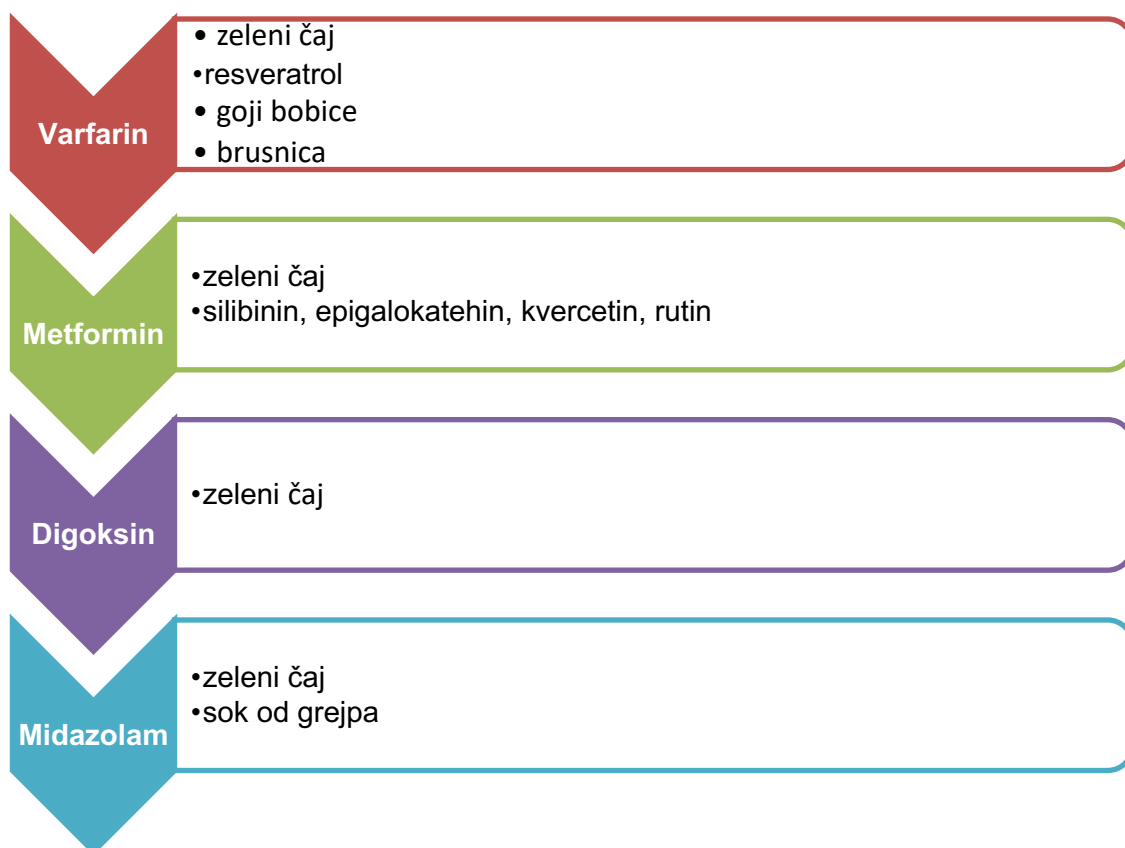 Varfarin
• zeleni čaj
•resveratrol
• goji bobice
• brusnica
Metformin
•zeleni čaj
•silibinin, epigalokatehin, kvercetin, rutin
Digoksin
•zeleni čaj
Midazolam
•zeleni čaj
•sok od grejpa